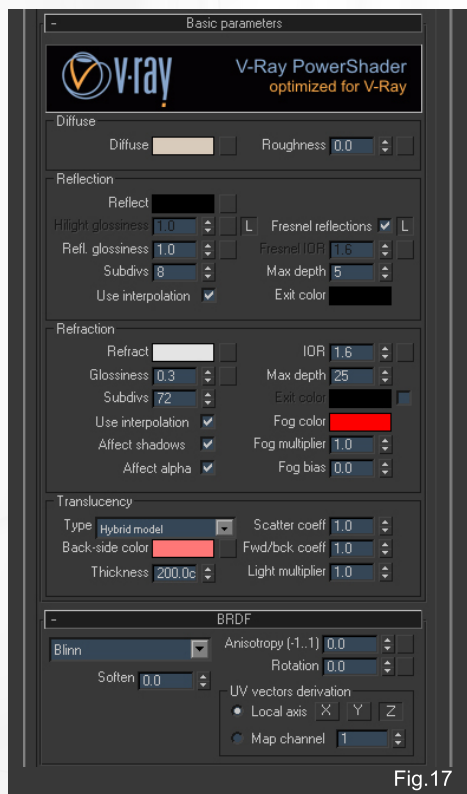 - Basic parameters
v·ray V-Ray PowerShader
optimized for V-Ray
Diffuse
Diffuse Roughness 0.0
Reflection
Reflect
Hilight glossiness 1.0 L Fresnel reflections L
Refl. glossiness 1.0 Fresnel IOR 1.6
Subdivs 8 Max depth 5
Use interpolation Exit color
Refraction
Refract IOR 1.6
Glossiness 0.3 Max depth 25
Subdivs 72 Exit color
Use interpolation Fog color
Affect shadows Fog multiplier 1.0
Affect alpha Fog bias 0.0
Translucency
Type Hybrid model Scatter coeff 1.0
Back-side color Fwd/bck coeff 1.0
Thickness 200.0c Light multiplier 1.0
- BRDF
Blinn Anisotropy (-1..1) 0.0
Rotation 0.0
Soften 0.0
UV vectors derivation
Local axis X Y Z
Map channel 1
Fig.17